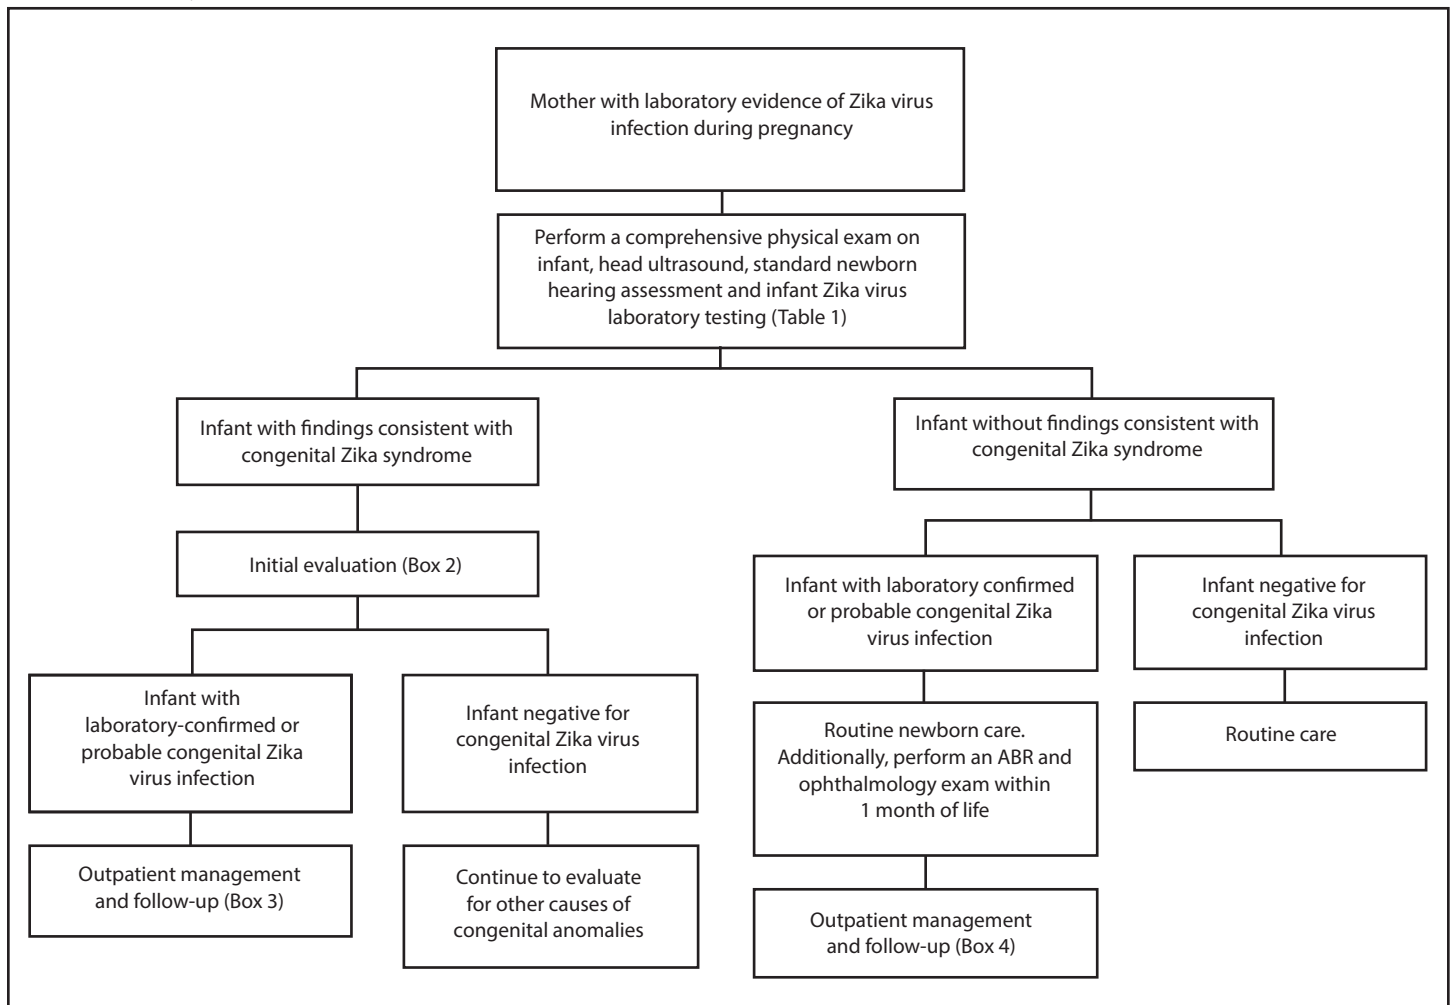 Mother with laboratory evidence of Zika virus
infection during pregnancy
Perform a comprehensive physical exam on
infant, head ultrasound, standard newborn
hearing assessment and infant Zika virus
laboratory testing (Table 1)
Infant with findings consistent with
congenital Zika syndrome
Infant without findings consistent with
congenital Zika syndrome
Initial evaluation (Box 2)
Infant with laboratory confirmed
or probable congenital Zika
virus infection
Infant negative for
congenital Zika virus
infection
Infant with
laboratory-confirmed or
probable congenital Zika
virus infection
Infant negative for
congenital Zika virus
infection
Routine newborn care.
Additionally, perform an ABR and
ophthalmology exam within
1 month of life
Routine care
Outpatient management
and follow-up (Box 3)
Continue to evaluate
for other causes of
congenital anomalies
Outpatient management
and follow-up (Box 4)